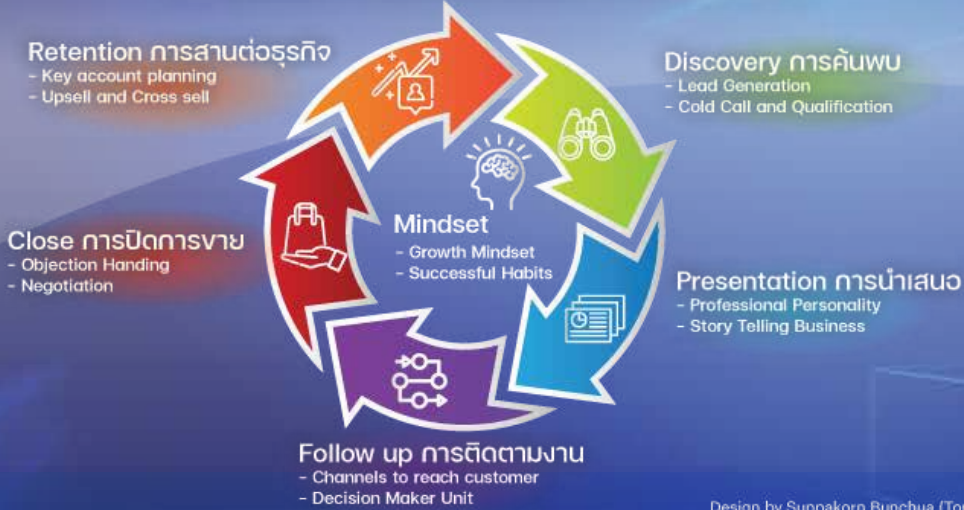 Retention การสานต่อธุรกิจ
- Key account planning
- Upsell and Cross sell
Discovery การค้นพบ
- Lead Generation
- Cold Call and Qualification
Mindset
- Growth Mindset
- Successful Habits
Close การปิดการขาย
- Objection Handing
- Negotiation
Presentation การนำเสนอ
- Professional Personality
- Story Telling Business
Follow up การติดตามงาน
- Channels to reach customer
- Decision Maker Unit
Design by Suppakorn Bunchua